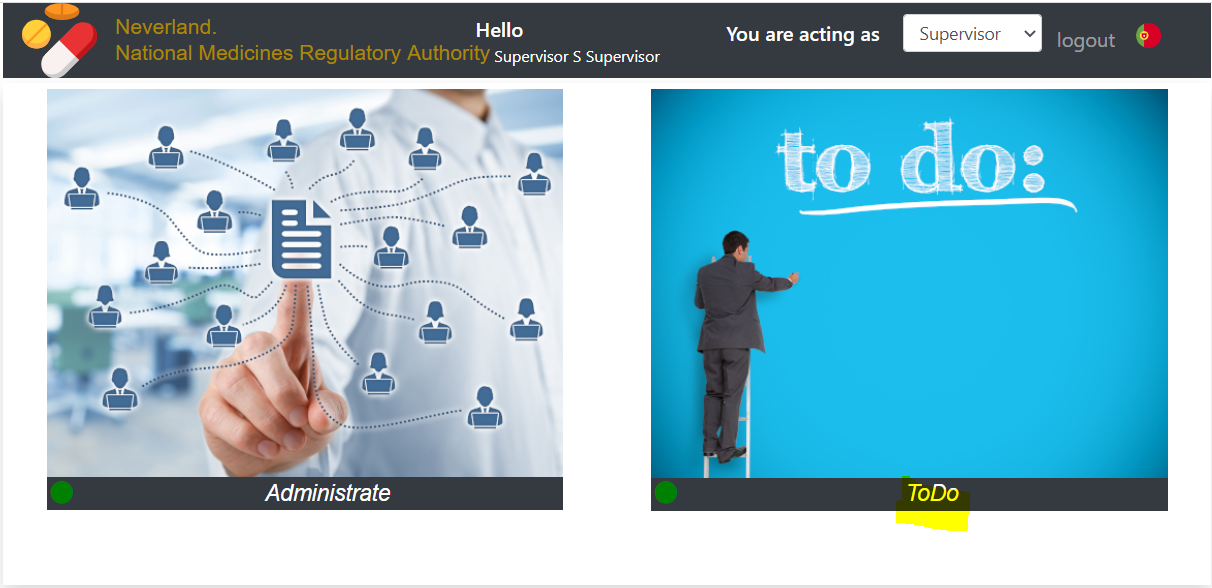 Neverland.
National Medicines Regulatory Authority
Hello
Supervisor S Supervisor
You are acting as
Supervisor
logout
to do:
Administrate
ToDo